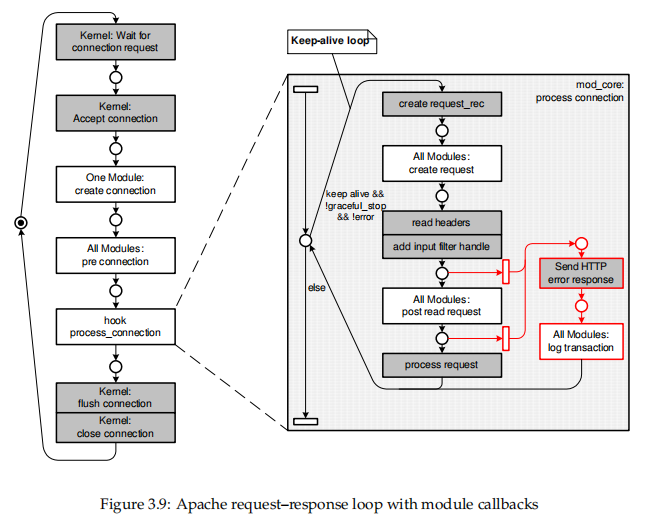 Kernel: Wait for
connection request
Kernel:
Accept connection
One Module:
create connection
All Modules:
pre connection
hook
process_connection
Kernel:
flush connection
Kernel:
close connection
Keep-alive loop
mod_core:
process connection
create request_rec
All Modules:
create request
keep alive &&
!graceful_stop
&& !error
read headers
add input filter handle
else
All Modules:
post read request
process request
Send HTTP
error response
All Modules:
log transaction
Figure 3.9: Apache request–response loop with module callbacks